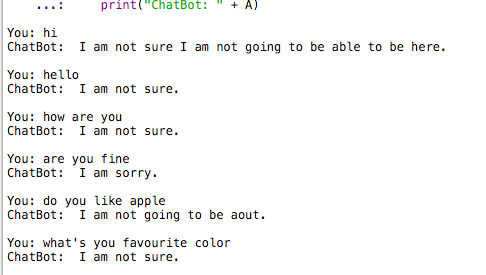 ...:     print("ChatBot: " + A)
You: hi
ChatBot:  I am not sure I am not going to be able to be here.
You: hello
ChatBot:  I am not sure.
You: how are you
ChatBot:  I am not sure.
You: are you fine
ChatBot:  I am sorry.
You: do you like apple
ChatBot:  I am not going to be aout.
You: what's you favourite color
ChatBot:  I am not sure.